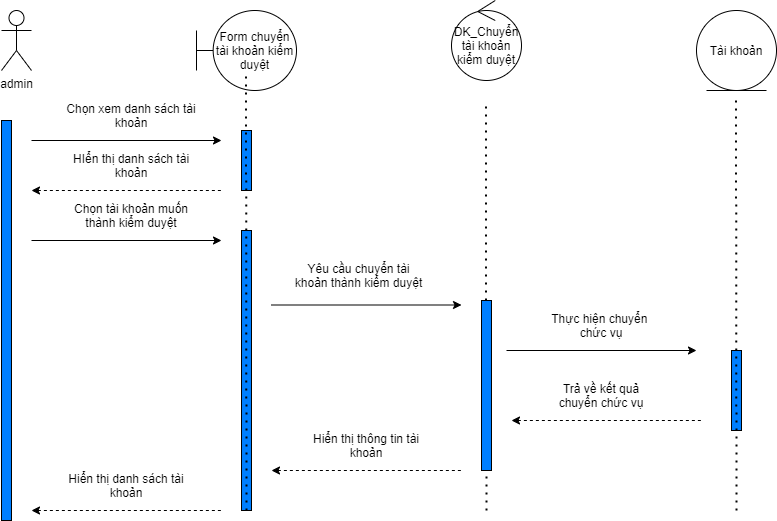 Form chuyển
tài khoản kiểm
duyệt
DK_Chuyển
tài khoản
kiểm duyệt
Tài khoản
admin
Chọn xem danh sách tài
khoản
HIển thị danh sách tài
khoản
Chọn tài khoản muốn
thành kiểm duyệt
Yêu cầu chuyển tài
khoản thành kiểm duyệt
Thực hiện chuyển
chức vụ
Trả về kết quả
chuyển chức vụ
Hiển thị thông tin tài
khoản
Hiển thị danh sách tài
khoản